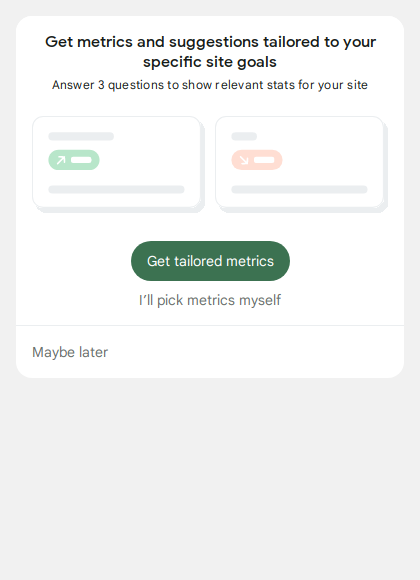 Get metrics and suggestions tailored to your
specific site goals
Answer 3 questions to show relevant stats for your site
Get tailored metrics
I’ll pick metrics myself
Maybe later